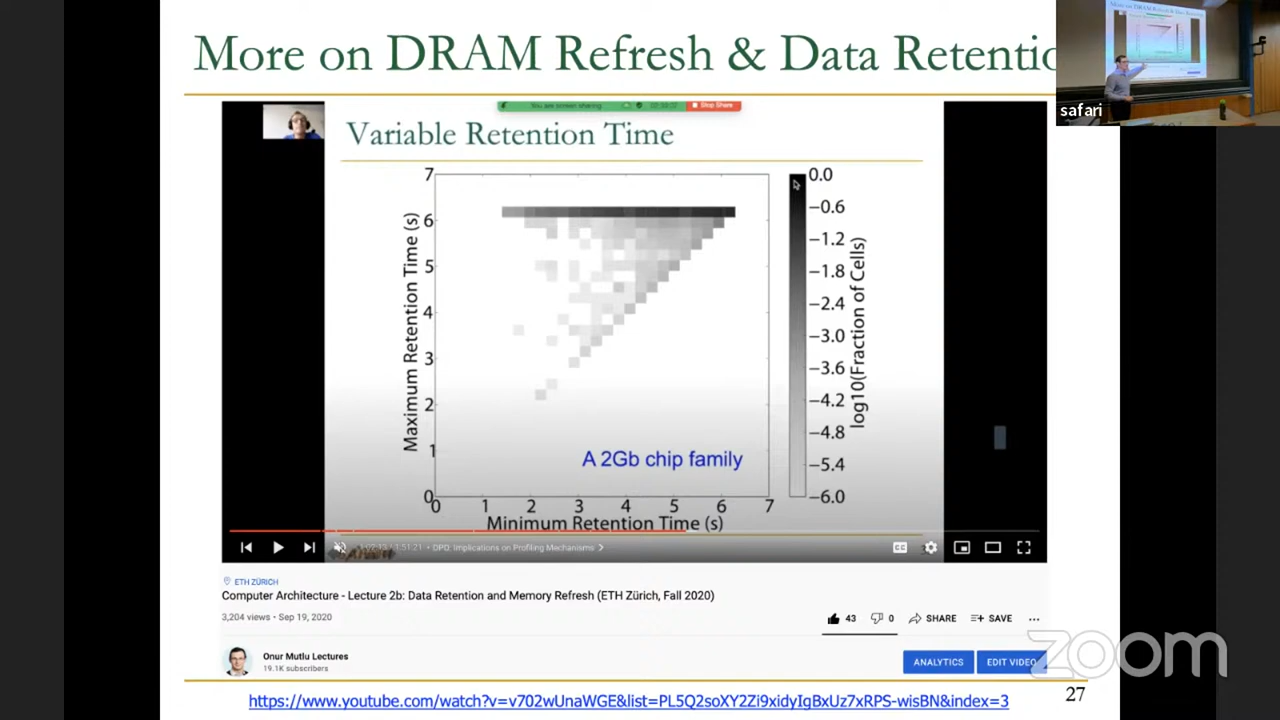 More on DRAM Refresh & Data Retentio
safari
You are screen sharing
Stop Share
Variable Retention Time
7
6
5
4
3
2
1
0
Maximum Retention Time (s)
0 1 2 3 4 5 6 7
Minimum Retention Time (s)
A 2Gb chip family
0.0
−0.6
−1.2
−1.8
−2.4
−3.0
−3.6
−4.2
−4.8
−5.4
−6.0
log10(Fraction of Cells)
1:51:21 • DPD: Implications on Profiling Mechanisms
CC
ETH ZÜRICH
Computer Architecture - Lecture 2b: Data Retention and Memory Refresh (ETH Zürich, Fall 2020)
3,204 views • Sep 19, 2020
43 0 SHARE SAVE ...
Onur Mutlu Lectures
19.1K subscribers
ANALYTICS EDIT VIDEO
zoom
https://www.youtube.com/watch?v=v702wUnaWGE&list=PL5Q2soXY2Zi9xidyIgBxUz7xRPS-wisBN&index=3
27